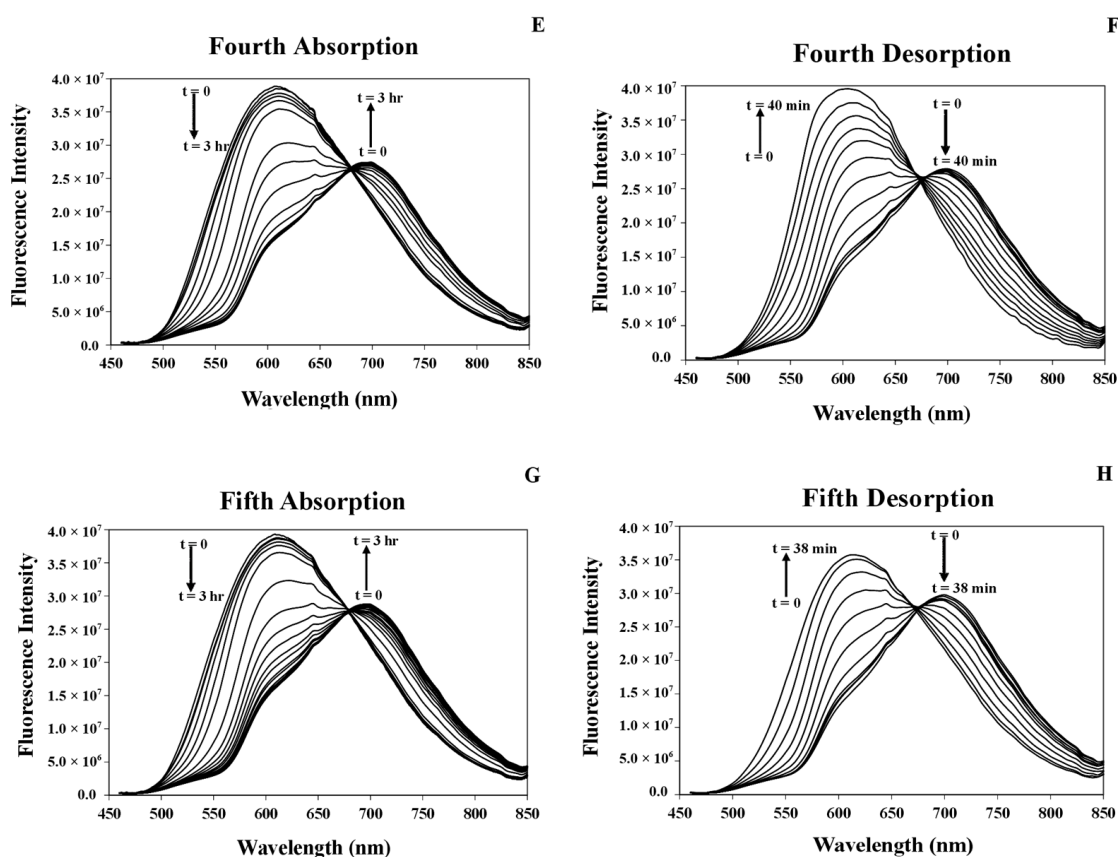 E
Fourth Absorption
Fluorescence Intensity
4.0 × 10⁷
3.5 × 10⁷
3.0 × 10⁷
2.5 × 10⁷
2.0 × 10⁷
1.5 × 10⁷
1.0 × 10⁷
5.0 × 10⁶
0.0
t = 0
t = 3 hr
t = 3 hr
t = 0
450 500 550 600 650 700 750 800 850
Wavelength (nm)
F
Fourth Desorption
Fluorescence Intensity
4.0 × 10⁷
3.5 × 10⁷
3.0 × 10⁷
2.5 × 10⁷
2.0 × 10⁷
1.5 × 10⁷
1.0 × 10⁷
5.0 × 10⁶
0.0
t = 40 min
t = 0
t = 0
t = 40 min
450 500 550 600 650 700 750 800 850
Wavelength (nm)
G
Fifth Absorption
Fluorescence Intensity
4.0 × 10⁷
3.5 × 10⁷
3.0 × 10⁷
2.5 × 10⁷
2.0 × 10⁷
1.5 × 10⁷
1.0 × 10⁷
5.0 × 10⁶
0.0
t = 0
t = 3 hr
t = 3 hr
t = 0
450 500 550 600 650 700 750 800 850
Wavelength (nm)
H
Fifth Desorption
Fluorescence Intensity
4.0 × 10⁷
3.5 × 10⁷
3.0 × 10⁷
2.5 × 10⁷
2.0 × 10⁷
1.5 × 10⁷
1.0 × 10⁷
5.0 × 10⁶
0.0
t = 38 min
t = 0
t = 0
t = 38 min
450 500 550 600 650 700 750 800 850
Wavelength (nm)